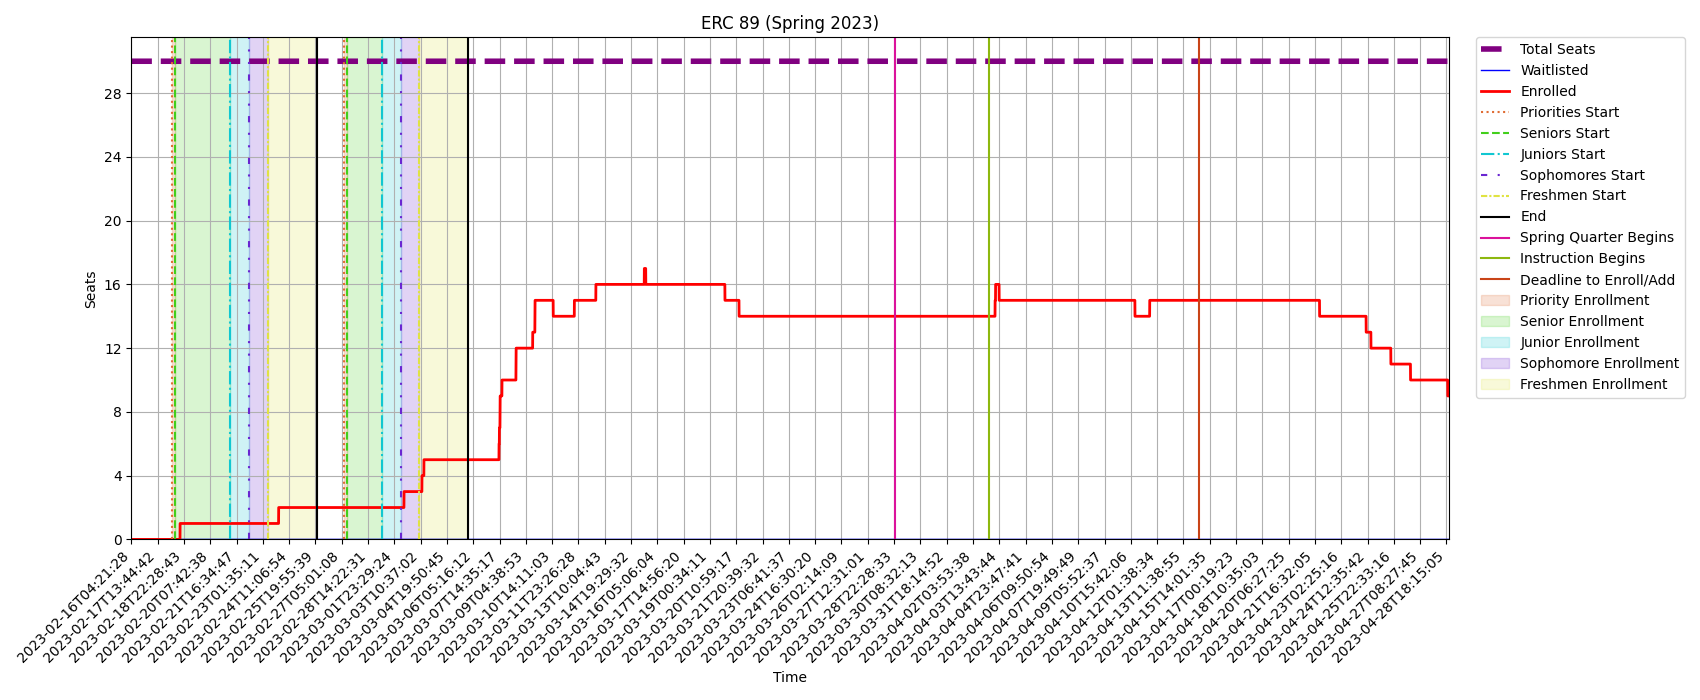 ERC 89 (Spring 2023)
Seats
28
24
20
16
12
8
4
0
2023-02-16T04:21:28
2023-02-17T13:44:42
2023-02-18T22:28:43
2023-02-20T07:42:38
2023-02-21T16:34:47
2023-02-23T01:35:11
2023-02-24T11:06:54
2023-02-25T19:55:39
2023-02-27T05:01:08
2023-02-28T14:22:31
2023-03-01T23:29:24
2023-03-03T10:37:02
2023-03-04T19:50:45
2023-03-06T05:16:12
2023-03-07T14:35:17
2023-03-09T04:38:53
2023-03-10T14:11:03
2023-03-11T23:26:28
2023-03-13T10:04:43
2023-03-14T19:29:32
2023-03-16T05:06:04
2023-03-17T14:56:20
2023-03-19T00:34:11
2023-03-20T10:59:17
2023-03-21T20:39:32
2023-03-23T06:41:37
2023-03-24T16:30:20
2023-03-26T02:14:09
2023-03-27T12:31:01
2023-03-28T22:28:33
2023-03-30T08:32:13
2023-03-31T18:14:52
2023-04-02T03:53:38
2023-04-03T13:43:44
2023-04-04T23:47:41
2023-04-06T09:50:54
2023-04-07T19:49:49
2023-04-09T05:52:37
2023-04-10T15:42:06
2023-04-12T01:38:34
2023-04-13T11:38:55
2023-04-15T14:01:35
2023-04-17T00:19:23
2023-04-18T10:35:03
2023-04-20T06:27:25
2023-04-21T16:32:05
2023-04-23T02:25:16
2023-04-24T12:35:42
2023-04-25T22:33:16
2023-04-27T08:27:45
2023-04-28T18:15:05
Time
Total Seats
Waitlisted
Enrolled
Priorities Start
Seniors Start
Juniors Start
Sophomores Start
Freshmen Start
End
Spring Quarter Begins
Instruction Begins
Deadline to Enroll/Add
Priority Enrollment
Senior Enrollment
Junior Enrollment
Sophomore Enrollment
Freshmen Enrollment